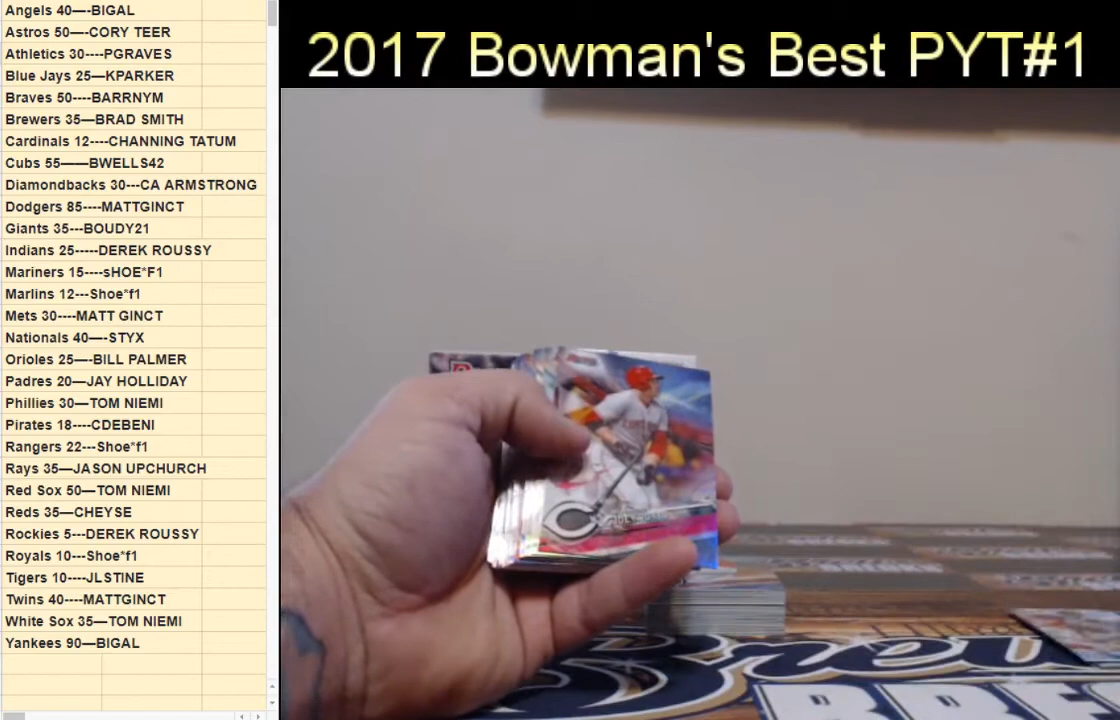 Angels 40—-BIGAL
Astros 50—-CORY TEER
Athletics 30----PGRAVES
Blue Jays 25—KPARKER
Braves 50----BARRNYM
Brewers 35—BRAD SMITH
Cardinals 12----CHANNING TATUM
Cubs 55——BWELLS42
Diamondbacks 30---CA ARMSTRONG
Dodgers 85----MATTGINCT
Giants 35---BOUDY21
Indians 25-----DEREK ROUSSY
Mariners 15----sHOE*F1
Marlins 12---Shoe*f1
Mets 30----MATT GINCT
Nationals 40—-STYX
Orioles 25—-BILL PALMER
Padres 20—JAY HOLLIDAY
Phillies 30—TOM NIEMI
Pirates 18----CDEBENI
Rangers 22---Shoe*f1
Rays 35—JASON UPCHURCH
Red Sox 50—TOM NIEMI
Reds 35—CHEYSE
Rockies 5---DEREK ROUSSY
Royals 10---Shoe*f1
Tigers 10----JLSTINE
Twins 40----MATTGINCT
White Sox 35—TOM NIEMI
Yankees 90—BIGAL
2017 Bowman's Best PYT#1